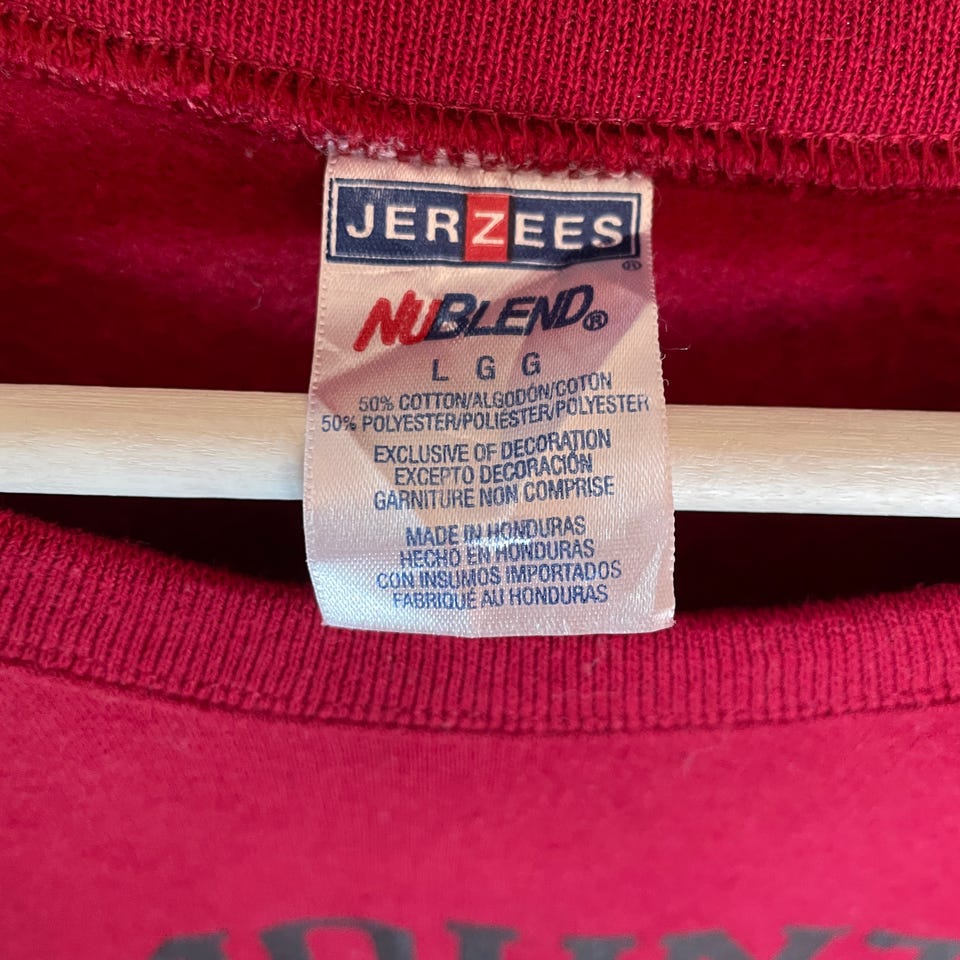 JERZEES®
NUBLEND®
L G G
50% COTTON/ALGODÓN/COTON
50% POLYESTER/POLIÉSTER/POLYESTER
EXCLUSIVE OF DECORATION
EXCEPTO DECORACIÓN
GARNITURE NON COMPRISE
MADE IN HONDURAS
HECHO EN HONDURAS
CON INSUMOS IMPORTADOS
FABRIQUÉ AU HONDURAS